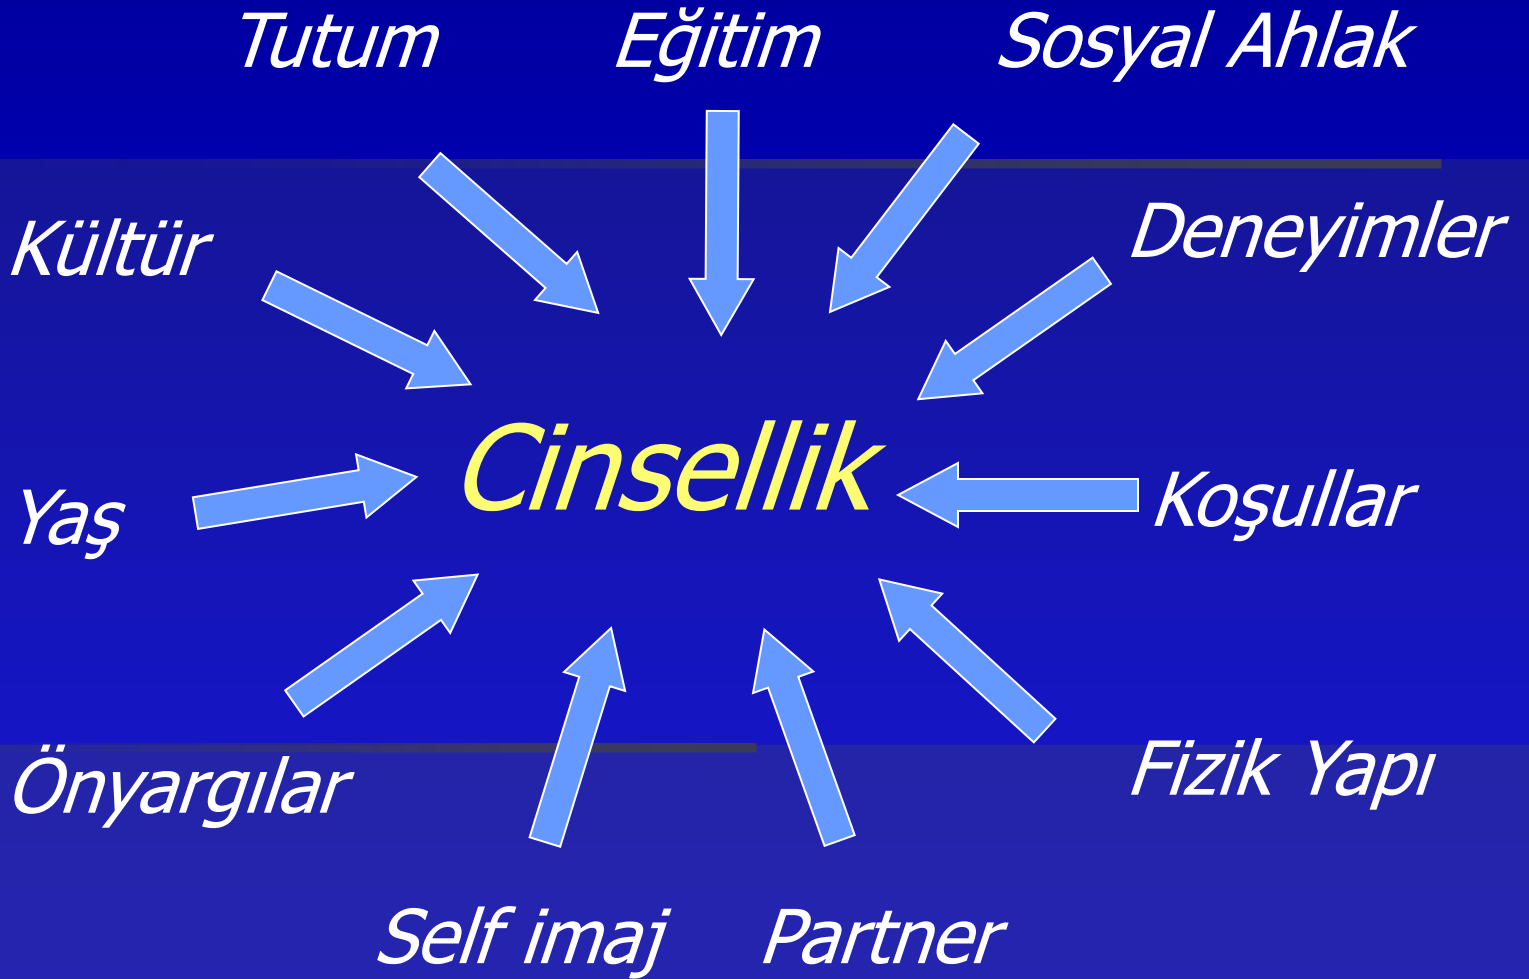 Tutum
Eğitim
Sosyal Ahlak
Kültür
Deneyimler
Cinsellik
Yaş
Koşullar
Önyargılar
Fizik Yapı
Self imaj
Partner